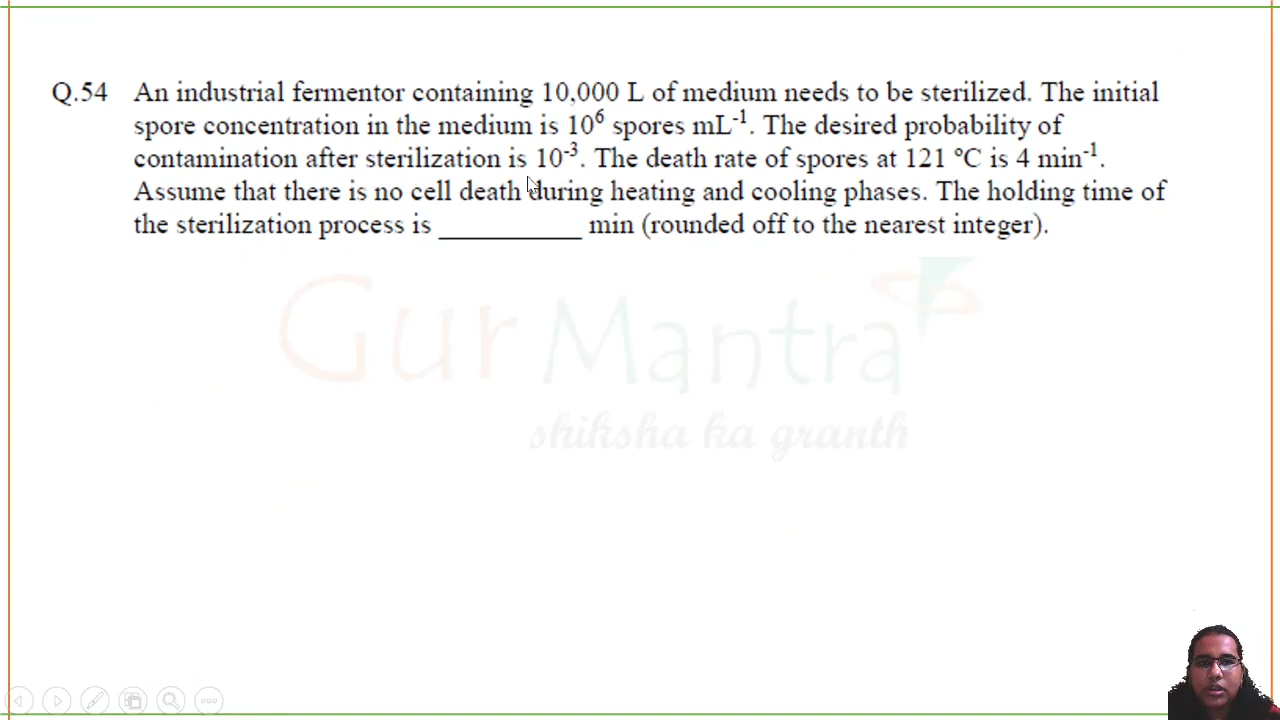 Q.54 An industrial fermentor containing 10,000 L of medium needs to be sterilized. The initial
spore concentration in the medium is 10⁶ spores mL⁻¹. The desired probability of
contamination after sterilization is 10⁻³. The death rate of spores at 121 ºC is 4 min⁻¹.
Assume that there is no cell death during heating and cooling phases. The holding time of
the sterilization process is __________ min (rounded off to the nearest integer).
Gur Mantra
shiksha ka granth